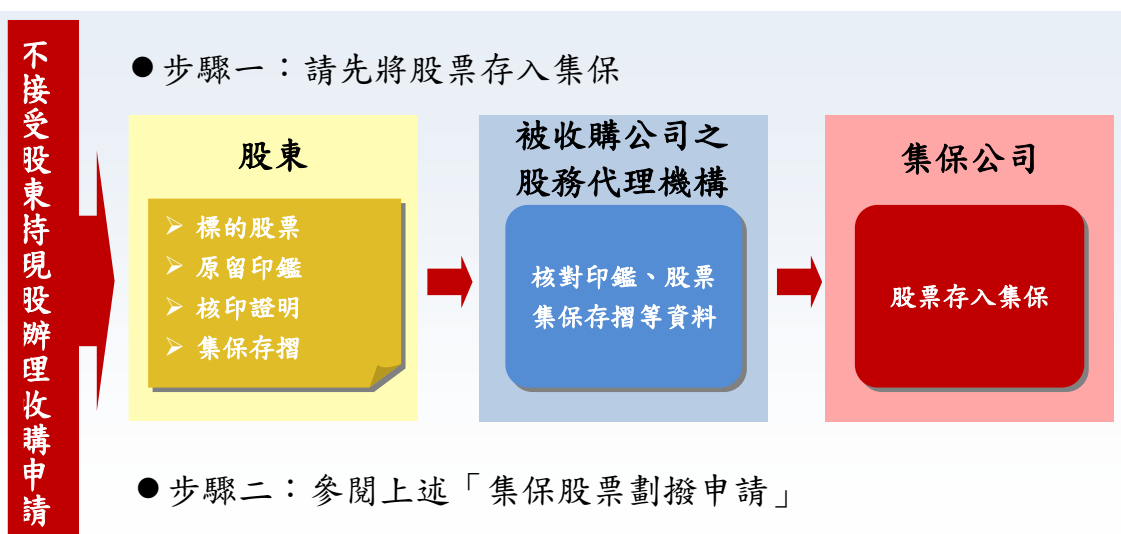 不接受股東持現股辦理收購申請
●步驟一：請先將股票存入集保
股東
➢ 標的股票
➢ 原留印鑑
➢ 核印證明
➢ 集保存摺
被收購公司之
股務代理機構
核對印鑑、股票
集保存摺等資料
集保公司
股票存入集保
●步驟二：參閱上述「集保股票劃撥申請」